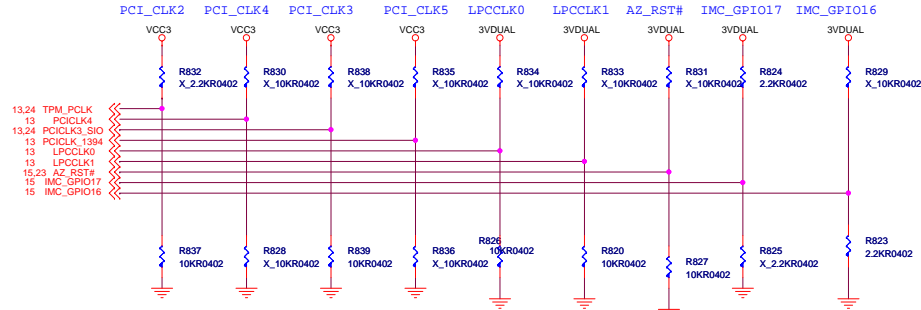 PCI_CLK2 PCI_CLK4 PCI_CLK3 PCI_CLK5 LPCCLK0 LPCCLK1 AZ_RST# IMC_GPIO17 IMC_GPIO16
VCC3 VCC3 VCC3 VCC3 3VDUAL 3VDUAL 3VDUAL 3VDUAL 3VDUAL
R832 R830 R838 R835 R834 R833 R831 R824 R829
X_2.2KR0402 X_10KR0402 X_10KR0402 X_10KR0402 X_10KR0402 X_10KR0402 X_10KR0402 2.2KR0402 X_10KR0402
13,24 TPM_PCLK
13 PCICLK4
13,24 PCICLK3_SIO
13 PCICLK_1394
13 LPCCLK0
13 LPCCLK1
15,23 AZ_RST#
15 IMC_GPIO17
15 IMC_GPIO16
R837 R828 R839 R836 R826 R820 R827 R825 R823
10KR0402 X_10KR0402 10KR0402 X_10KR0402 10KR0402 10KR0402 10KR0402 X_2.2KR0402 2.2KR0402